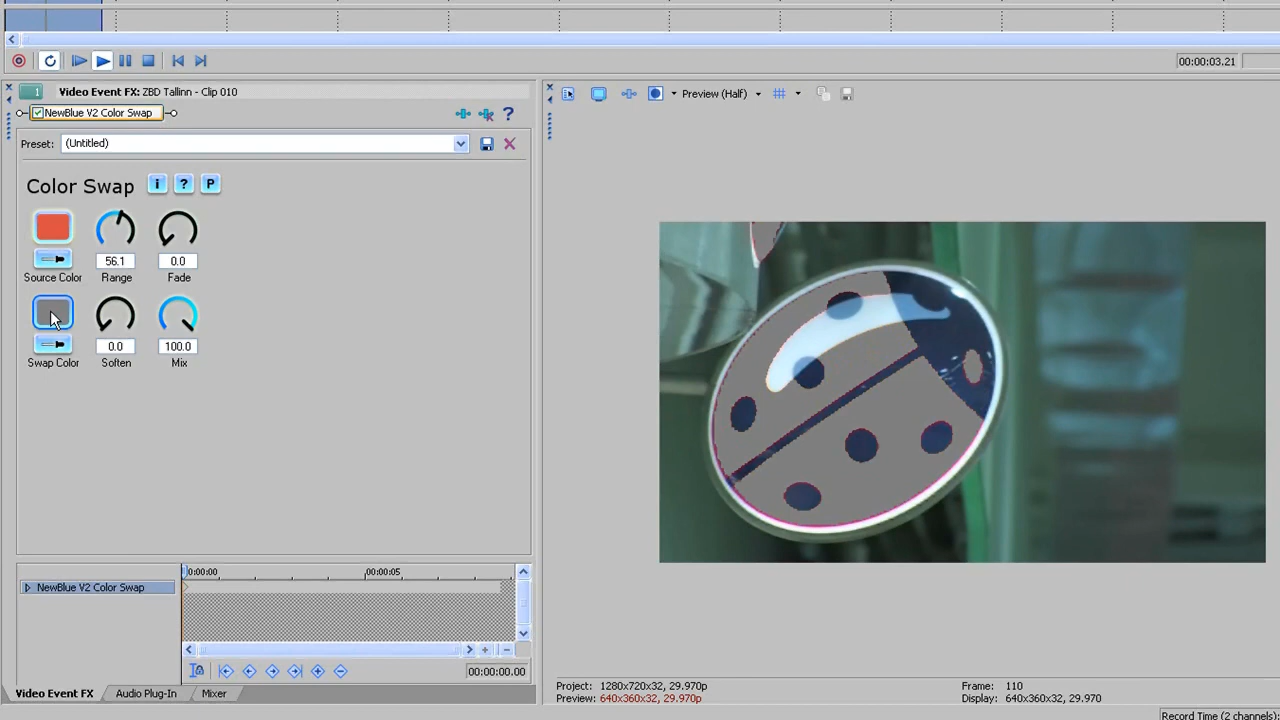 00:00:03.21
1 Video Event FX: ZBD Tallinn - Clip 010
NewBlue V2 Color Swap
?
Preview (Half)
Preset: (Untitled)
Color Swap i ? P
56.1 0.0
Source Color Range Fade
0.0 100.0
Swap Color Soften Mix
0:00:00 00:00:05
NewBlue V2 Color Swap
00:00:00.00
Video Event FX Audio Plug-In Mixer
Project: 1280x720x32, 29.970p Frame: 110
Preview: 640x360x32, 29.970p Display: 640x360x32, 29.970
Record Time (2 channels):